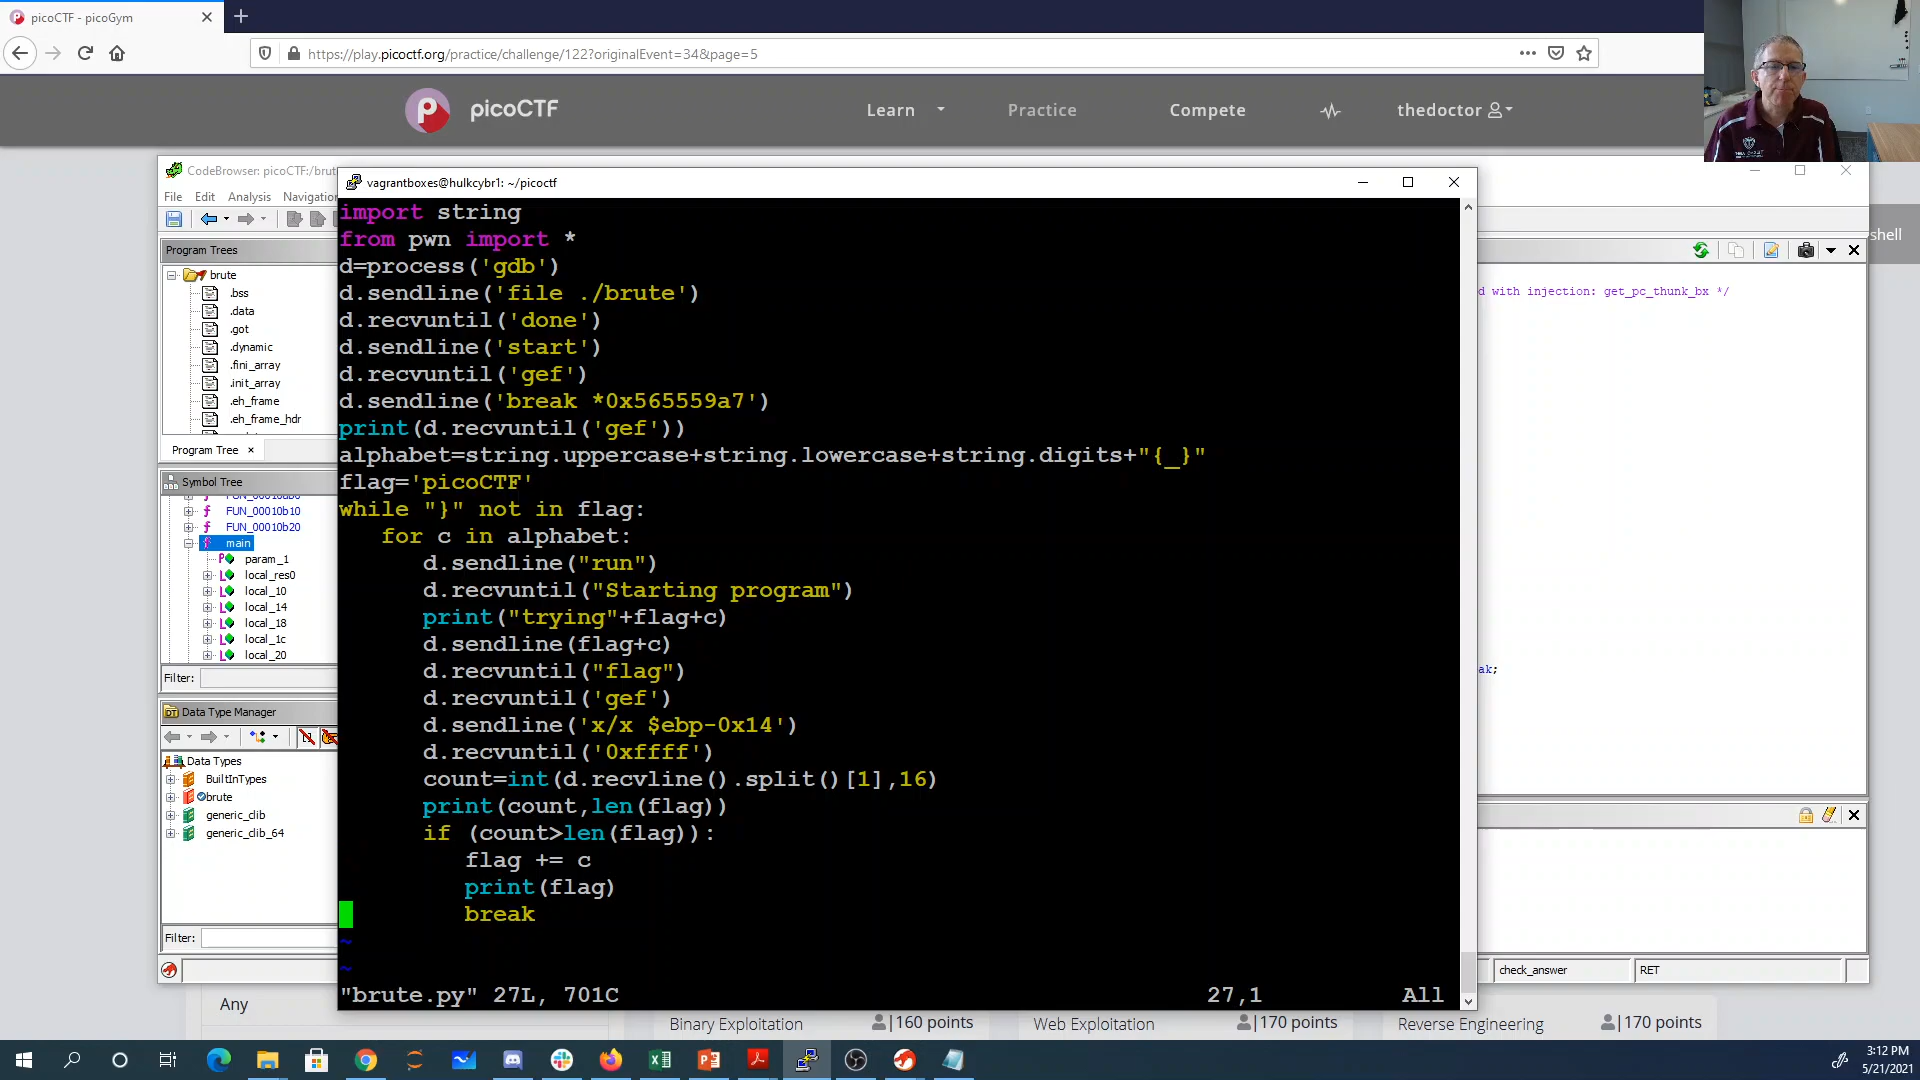 picoCTF - picoGym
https://play.picoctf.org/practice/challenge/122?originalEvent=34&page=5
picoCTF
Learn
Practice
Compete
thedoctor
CodeBrowser: picoCTF:/brut
File Edit Analysis Navigation
Program Trees
brute
.bss
.data
.got
.dynamic
.fini_array
.init_array
.eh_frame
.eh_frame_hdr
Program Tree ×
Symbol Tree
FUN_00010ab0
FUN_00010b10
FUN_00010b20
main
param_1
local_res0
local_10
local_14
local_18
local_1c
local_20
Filter:
Data Type Manager
Data Types
BuiltInTypes
brute
generic_clib
generic_clib_64
Filter:
vagrantboxes@hulkcybr1: ~/picoctf
import string
from pwn import *
d=process('gdb')
d.sendline('file ./brute')
d.recvuntil('done')
d.sendline('start')
d.recvuntil('gef')
d.sendline('break *0x565559a7')
print(d.recvuntil('gef'))
alphabet=string.uppercase+string.lowercase+string.digits+"{_}"
flag='picoCTF'
while "}" not in flag:
   for c in alphabet:
      d.sendline("run")
      d.recvuntil("Starting program")
      print("trying"+flag+c)
      d.sendline(flag+c)
      d.recvuntil("flag")
      d.recvuntil('gef')
      d.sendline('x/x $ebp-0x14')
      d.recvuntil('0xffff')
      count=int(d.recvline().split()[1],16)
      print(count,len(flag))
      if (count>len(flag)):
         flag += c
         print(flag)
         break
~
~
"brute.py" 27L, 701C 27,1 All
shell
d with injection: get_pc_thunk_bx */
ak;
check_answer
RET
Any
Binary Exploitation |160 points
Web Exploitation |170 points
Reverse Engineering |170 points
3:12 PM
5/21/2021